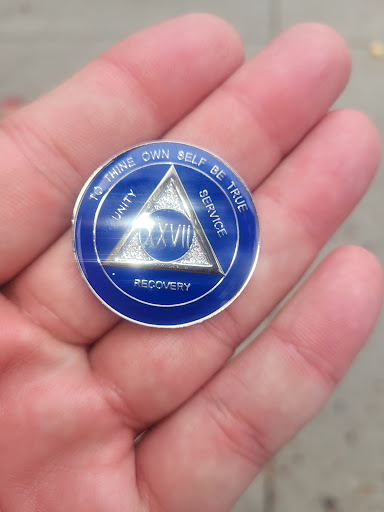 TO THINE OWN SELF BE TRUE
UNITY
SERVICE
XXVII
RECOVERY